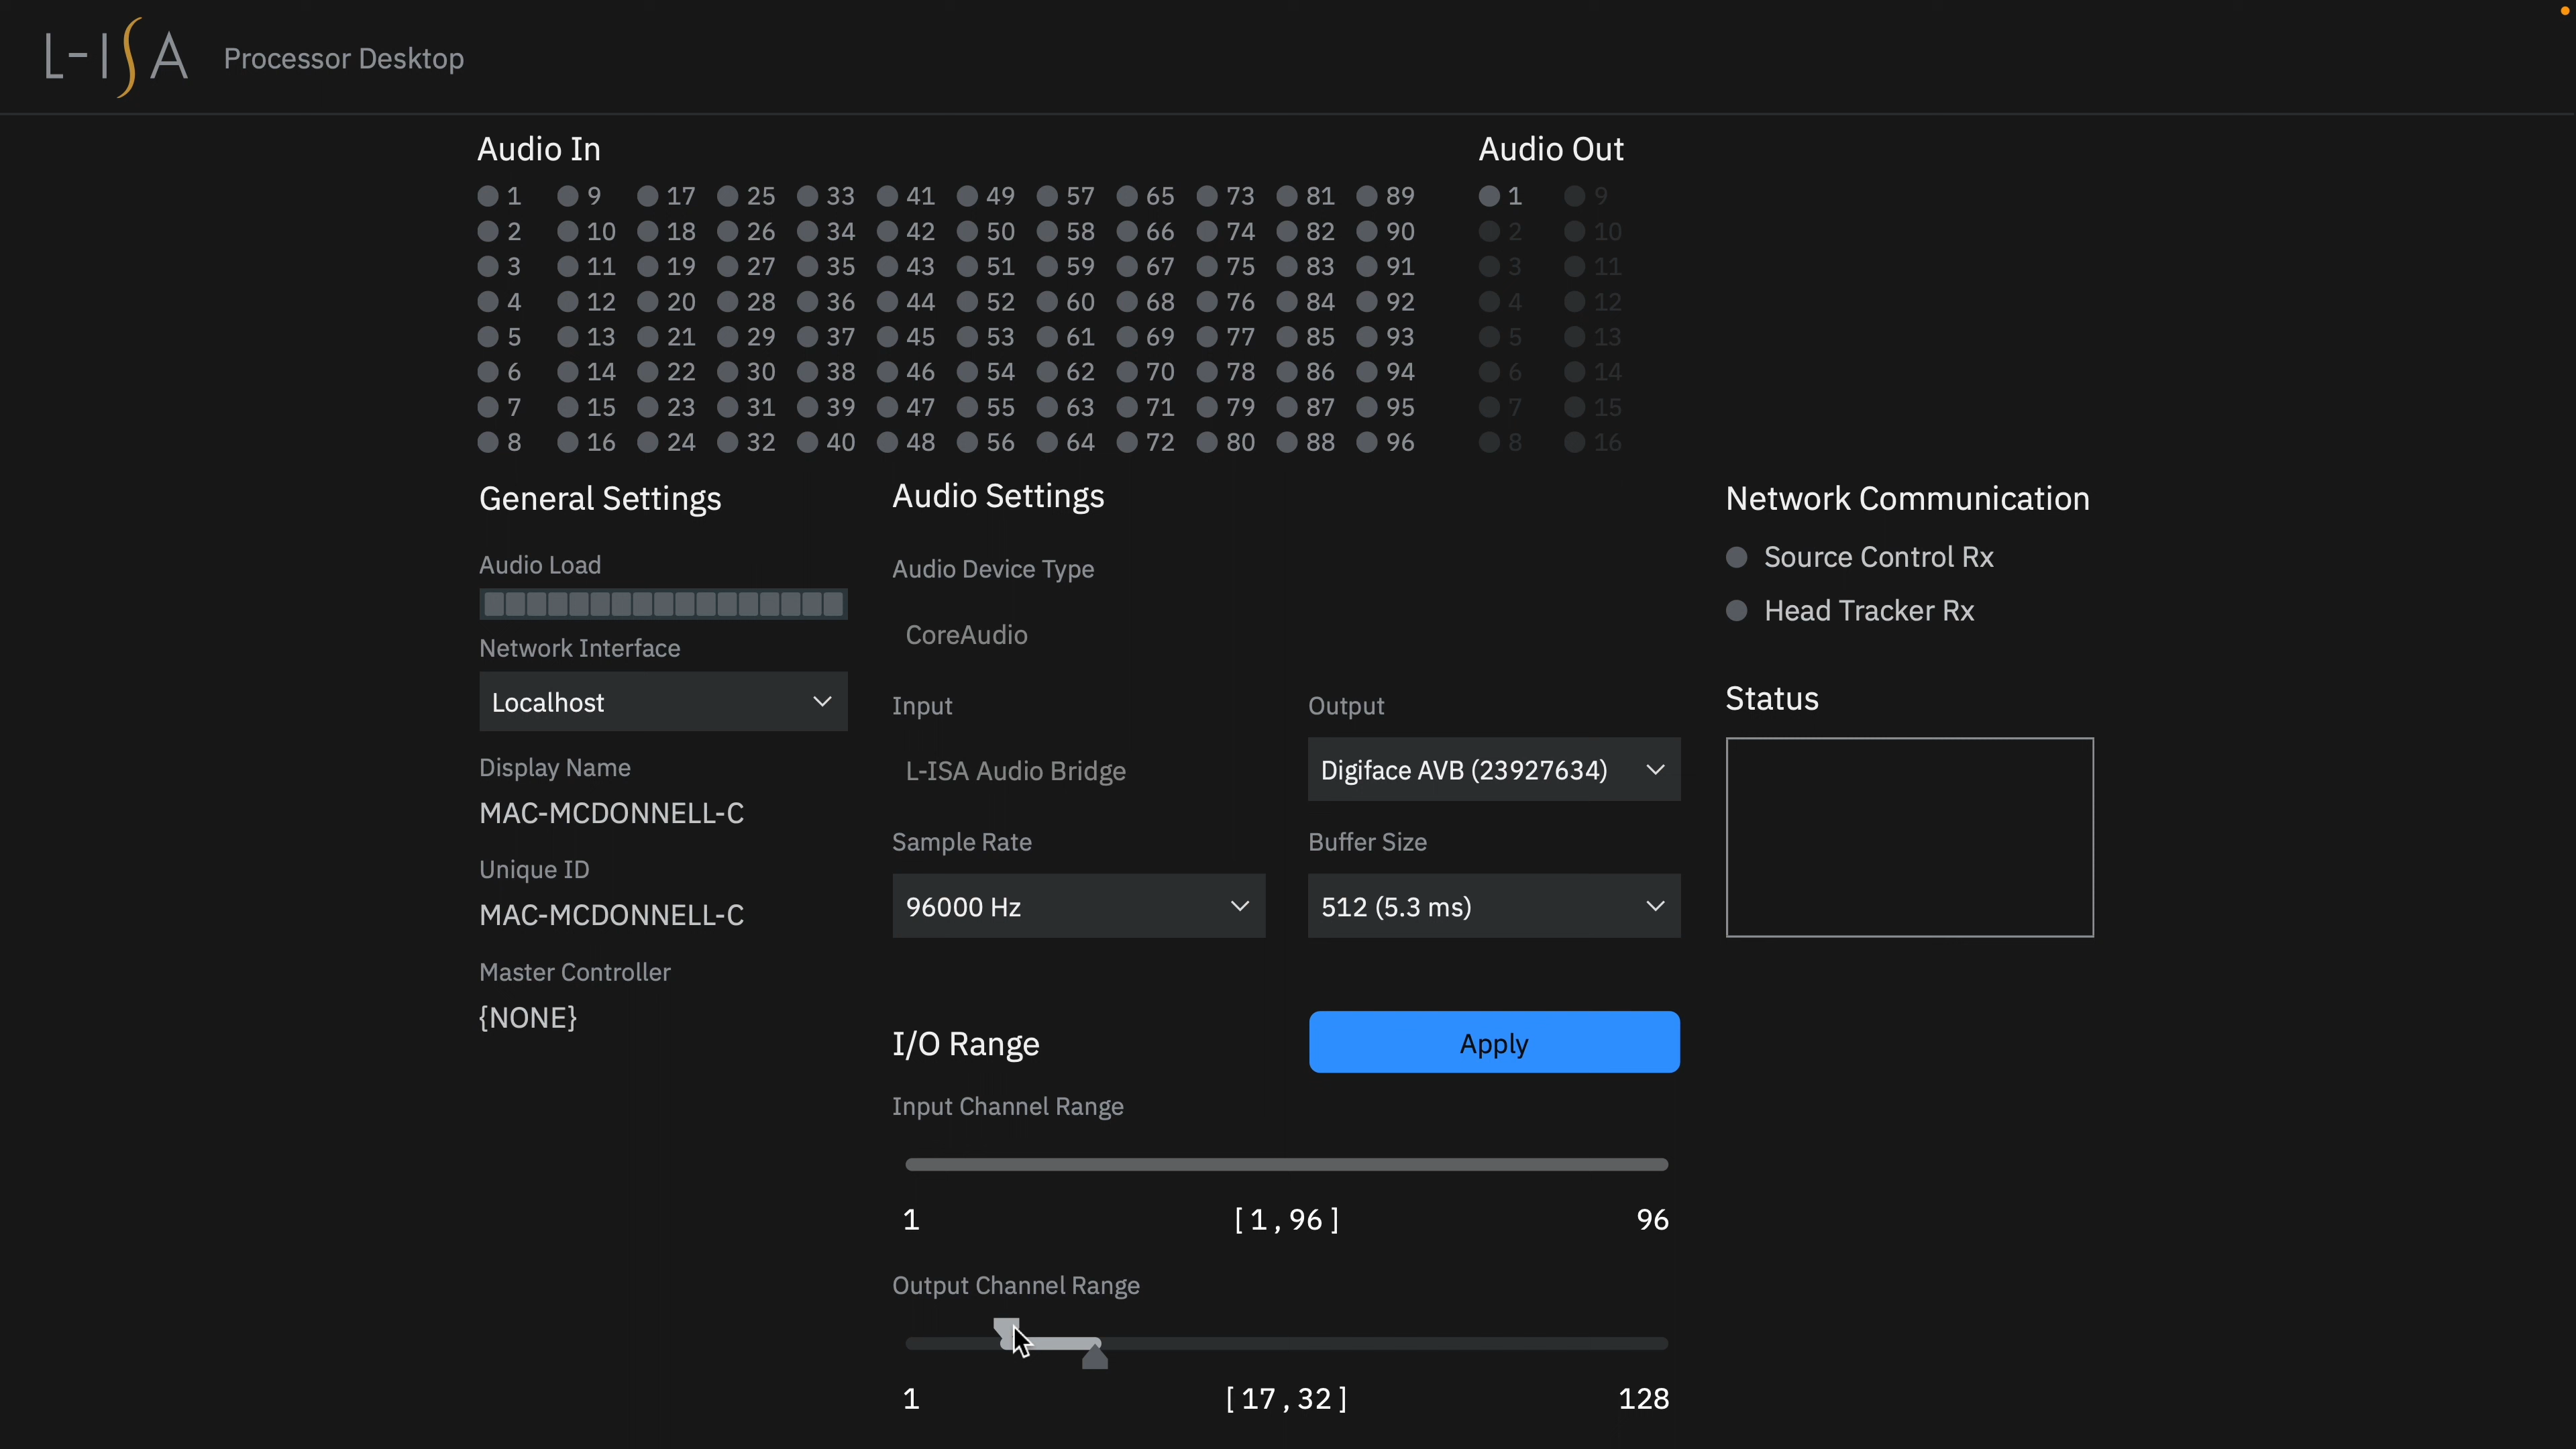 L-ISA Processor Desktop
Audio In
Audio Out
1 9 17 25 33 41 49 57 65 73 81 89 1 9
2 10 18 26 34 42 50 58 66 74 82 90 2 10
3 11 19 27 35 43 51 59 67 75 83 91 3 11
4 12 20 28 36 44 52 60 68 76 84 92 4 12
5 13 21 29 37 45 53 61 69 77 85 93 5 13
6 14 22 30 38 46 54 62 70 78 86 94 6 14
7 15 23 31 39 47 55 63 71 79 87 95 7 15
8 16 24 32 40 48 56 64 72 80 88 96 8 16
General Settings
Audio Load
Network Interface
Localhost
Display Name
MAC-MCDONNELL-C
Unique ID
MAC-MCDONNELL-C
Master Controller
{NONE}
Audio Settings
Audio Device Type
CoreAudio
Input
Output
L-ISA Audio Bridge
Digiface AVB (23927634)
Sample Rate
Buffer Size
96000 Hz
512 (5.3 ms)
I/O Range
Apply
Input Channel Range
1 [1,96] 96
Output Channel Range
1 [17,32] 128
Network Communication
Source Control Rx
Head Tracker Rx
Status